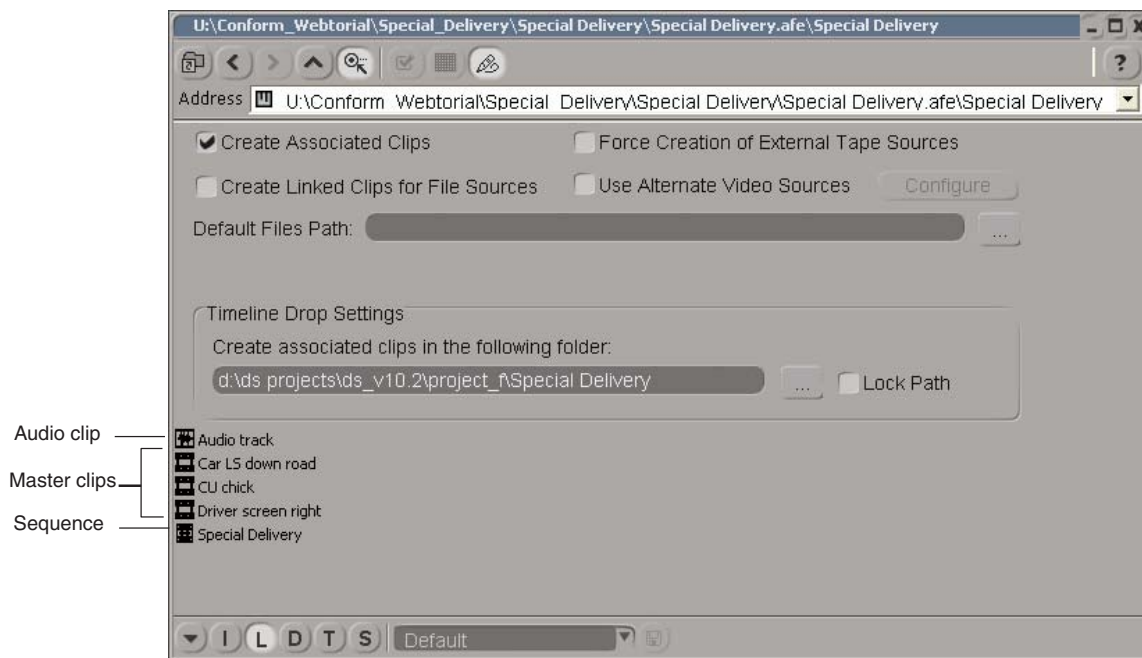 U:\Conform_Webtorial\Special_Delivery\Special Delivery\Special Delivery.afe\Special Delivery
?
Address U:\Conform Webtorial\Special Delivery\Special Delivery\Special Delivery.afe\Special Delivery
Create Associated Clips Force Creation of External Tape Sources
Create Linked Clips for File Sources Use Alternate Video Sources Configure
Default Files Path: ...
Timeline Drop Settings
Create associated clips in the following folder:
d:\ds projects\ds_v10.2\project_f\Special Delivery ... Lock Path
Audio clip Audio track
Car LS down road
Master clips CU chick
Driver screen right
Sequence Special Delivery
I L D T S Default